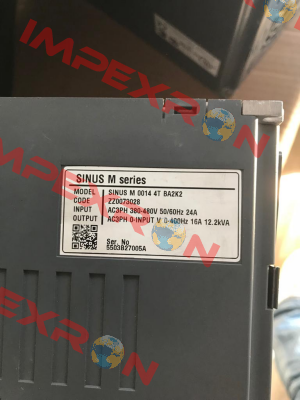 IMPEXRON
SINUS M series
MODEL SINUS M 0014 4T BA2K2
CODE ZZ0073028
INPUT AC3PH 380-480V 50/60Hz 24A
OUTPUT AC3PH 0-INPUT V 0-400Hz 16A 12.2kVA
Ser. No
5503B27005A
IMPEXRON